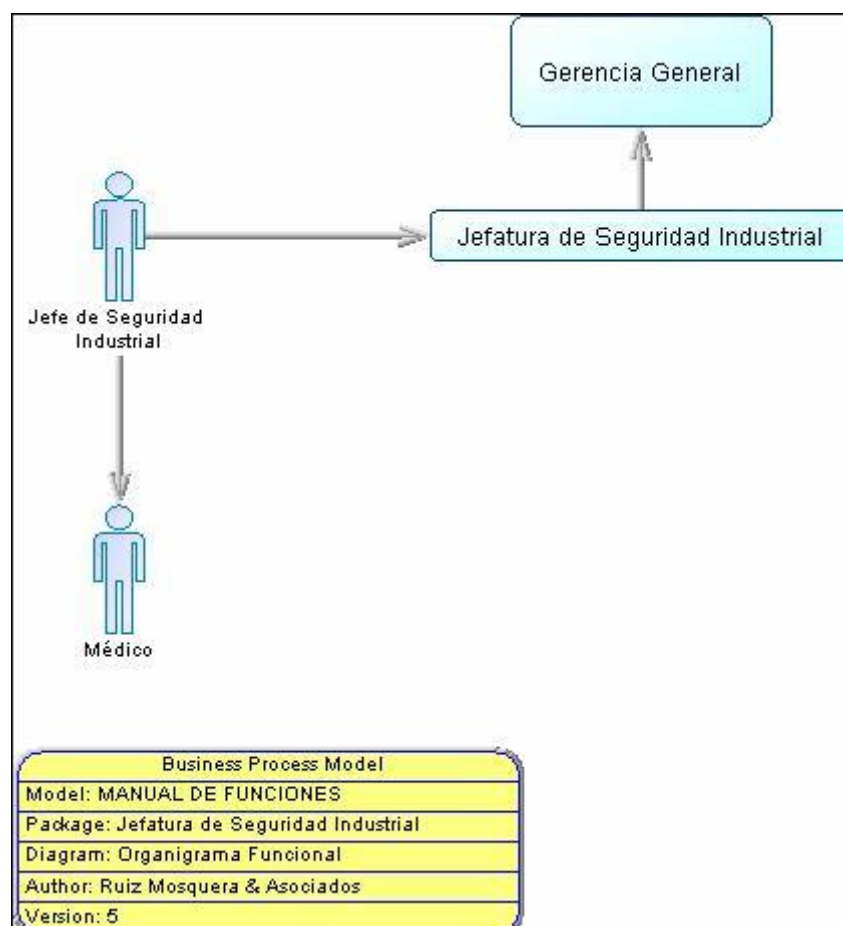 Gerencia General
Jefatura de Seguridad Industrial
Jefe de Seguridad
Industrial
Médico
Business Process Model
Model: MANUAL DE FUNCIONES
Package: Jefatura de Seguridad Industrial
Diagram: Organigrama Funcional
Author: Ruiz Mosquera & Asociados
Version: 5